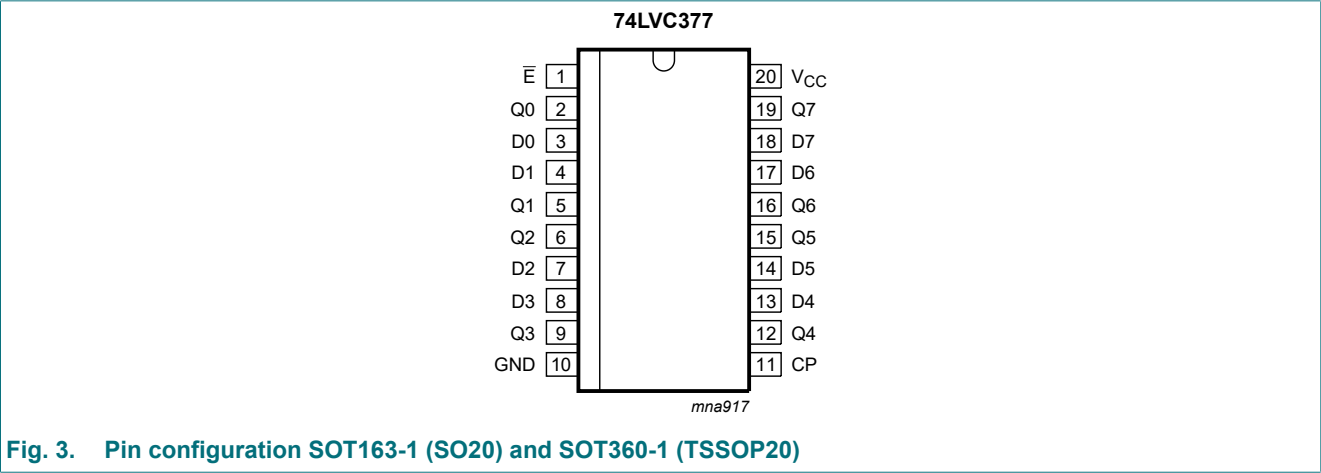 74LVC377
E̅ 1 20 VCC
Q0 2 19 Q7
D0 3 18 D7
D1 4 17 D6
Q1 5 16 Q6
Q2 6 15 Q5
D2 7 14 D5
D3 8 13 D4
Q3 9 12 Q4
GND 10 11 CP
mna917
Fig. 3. Pin configuration SOT163-1 (SO20) and SOT360-1 (TSSOP20)